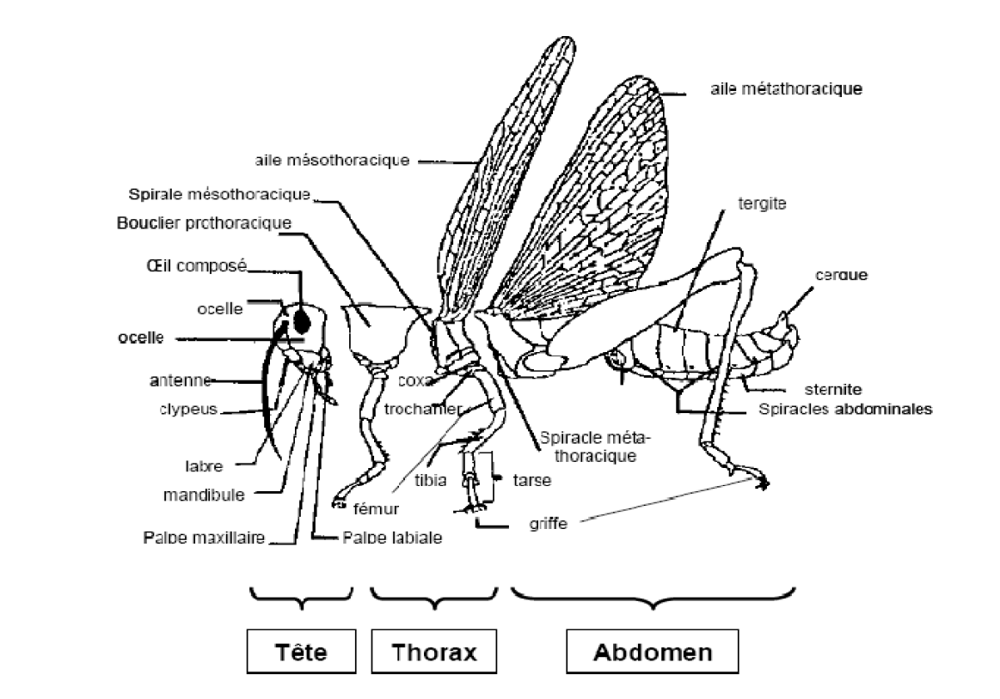 aile métathoracique
aile mésothoracique
Spirale mésothoracique
tergite
Bouclier prothoracique
Œil composé
cerque
ocelle
ocelle
antenne
coxa
sternite
clypeus
trochanter
Spiracles abdominales
Spiracle méta-
thoracique
labre
tibia
tarse
mandibule
fémur
griffe
Palpe maxillaire
Palpe labiale
Tête
Thorax
Abdomen